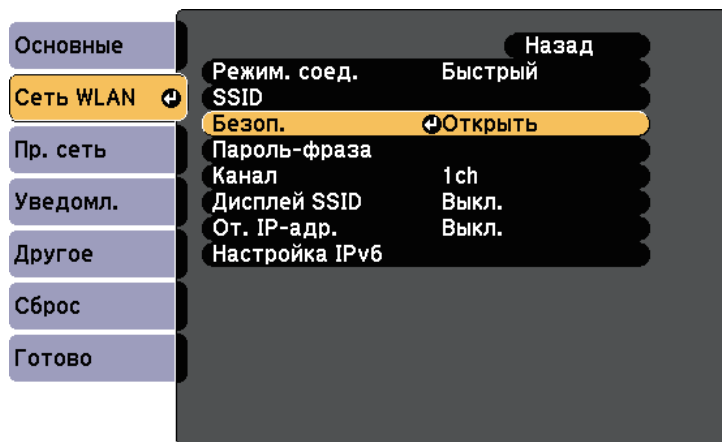 Основные
Сеть WLAN
Пр. сеть
Уведомл.
Другое
Сброс
Готово
Назад
Режим. соед. Быстрый
SSID
Безоп. Открыть
Пароль-фраза
Канал 1ch
Дисплей SSID Выкл.
От. IP-адр. Выкл.
Настройка IPv6